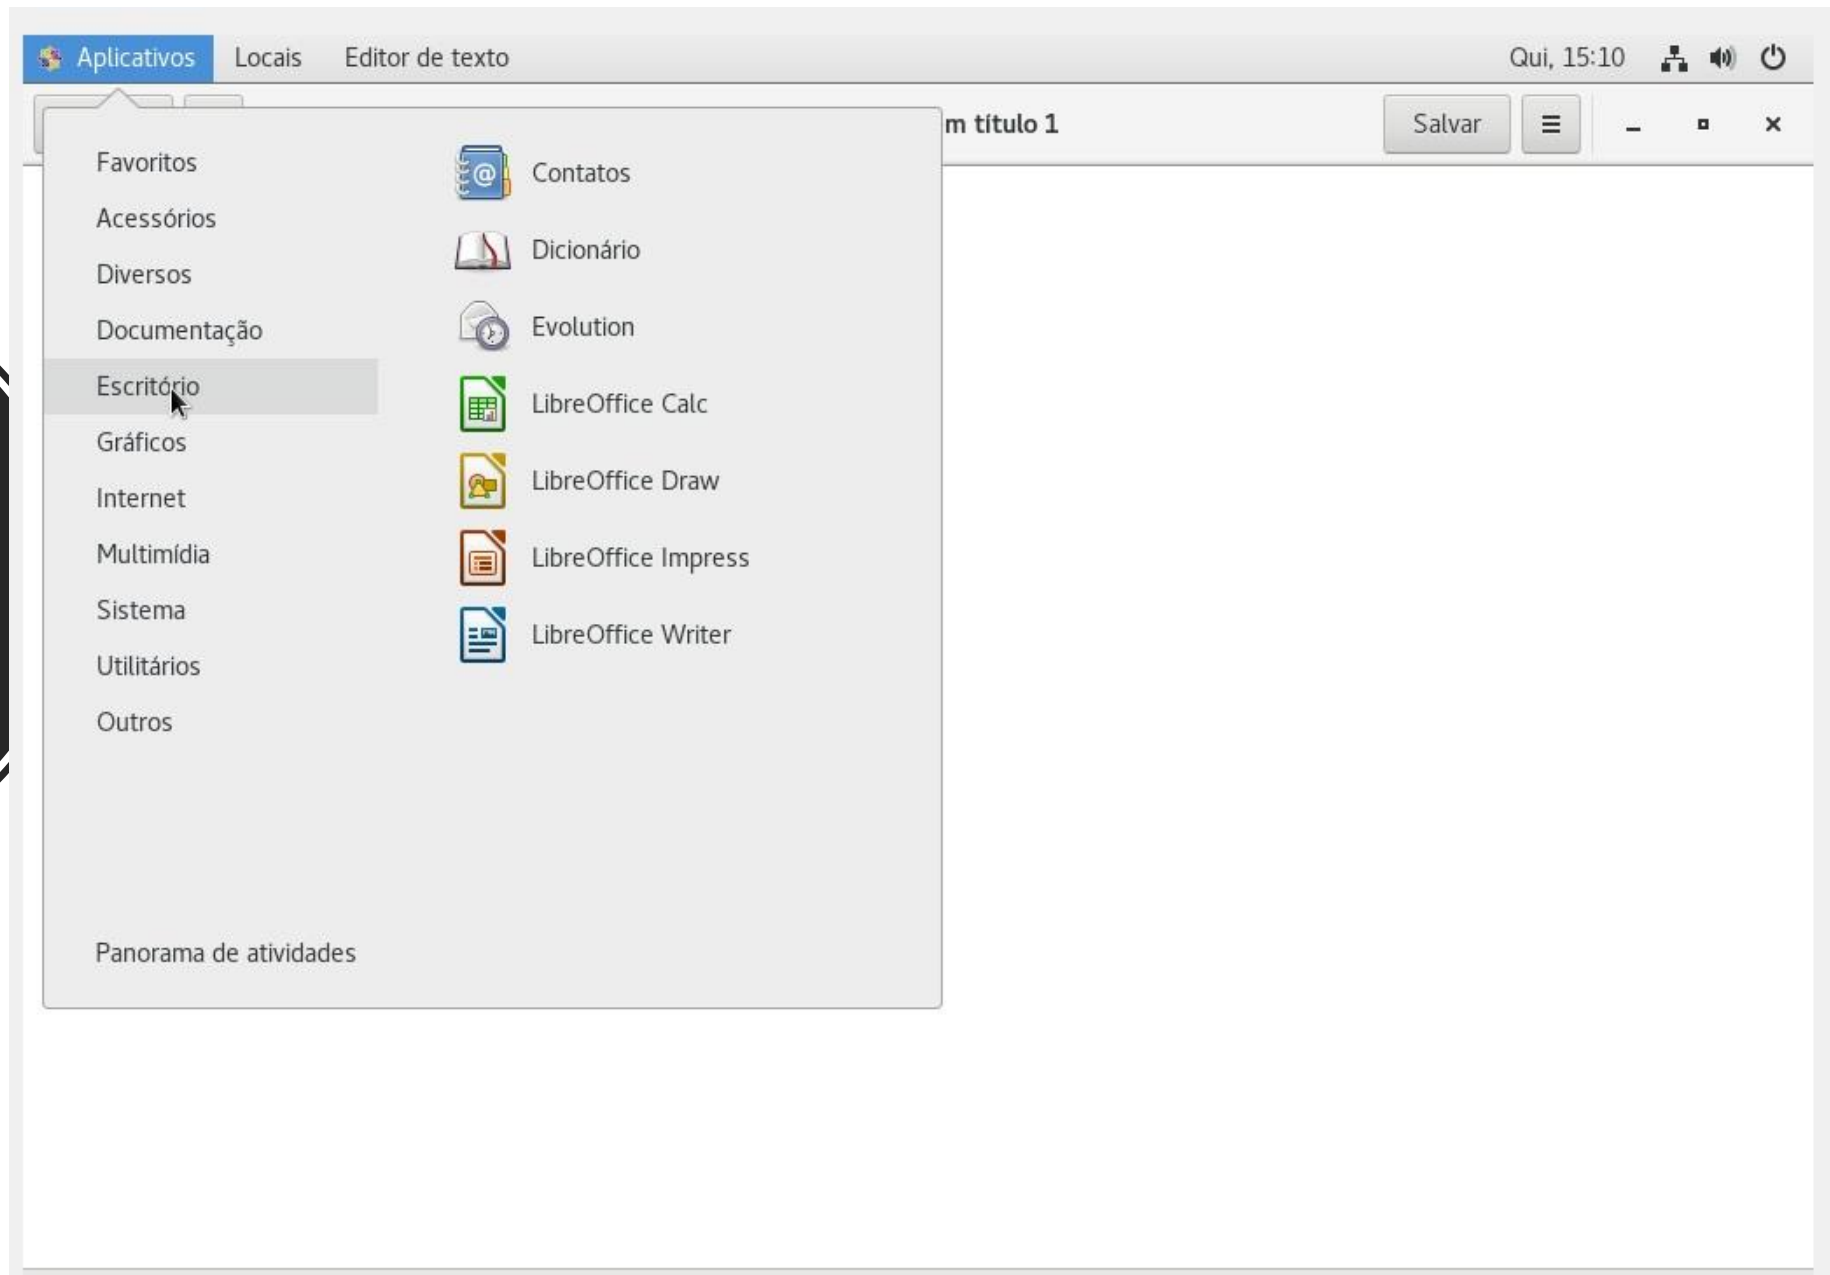 Aplicativos Locais Editor de texto Qui, 15:10
m título 1 Salvar
Favoritos
Acessórios
Diversos
Documentação
Escritório
Gráficos
Internet
Multimídia
Sistema
Utilitários
Outros
Contatos
Dicionário
Evolution
LibreOffice Calc
LibreOffice Draw
LibreOffice Impress
LibreOffice Writer
Panorama de atividades